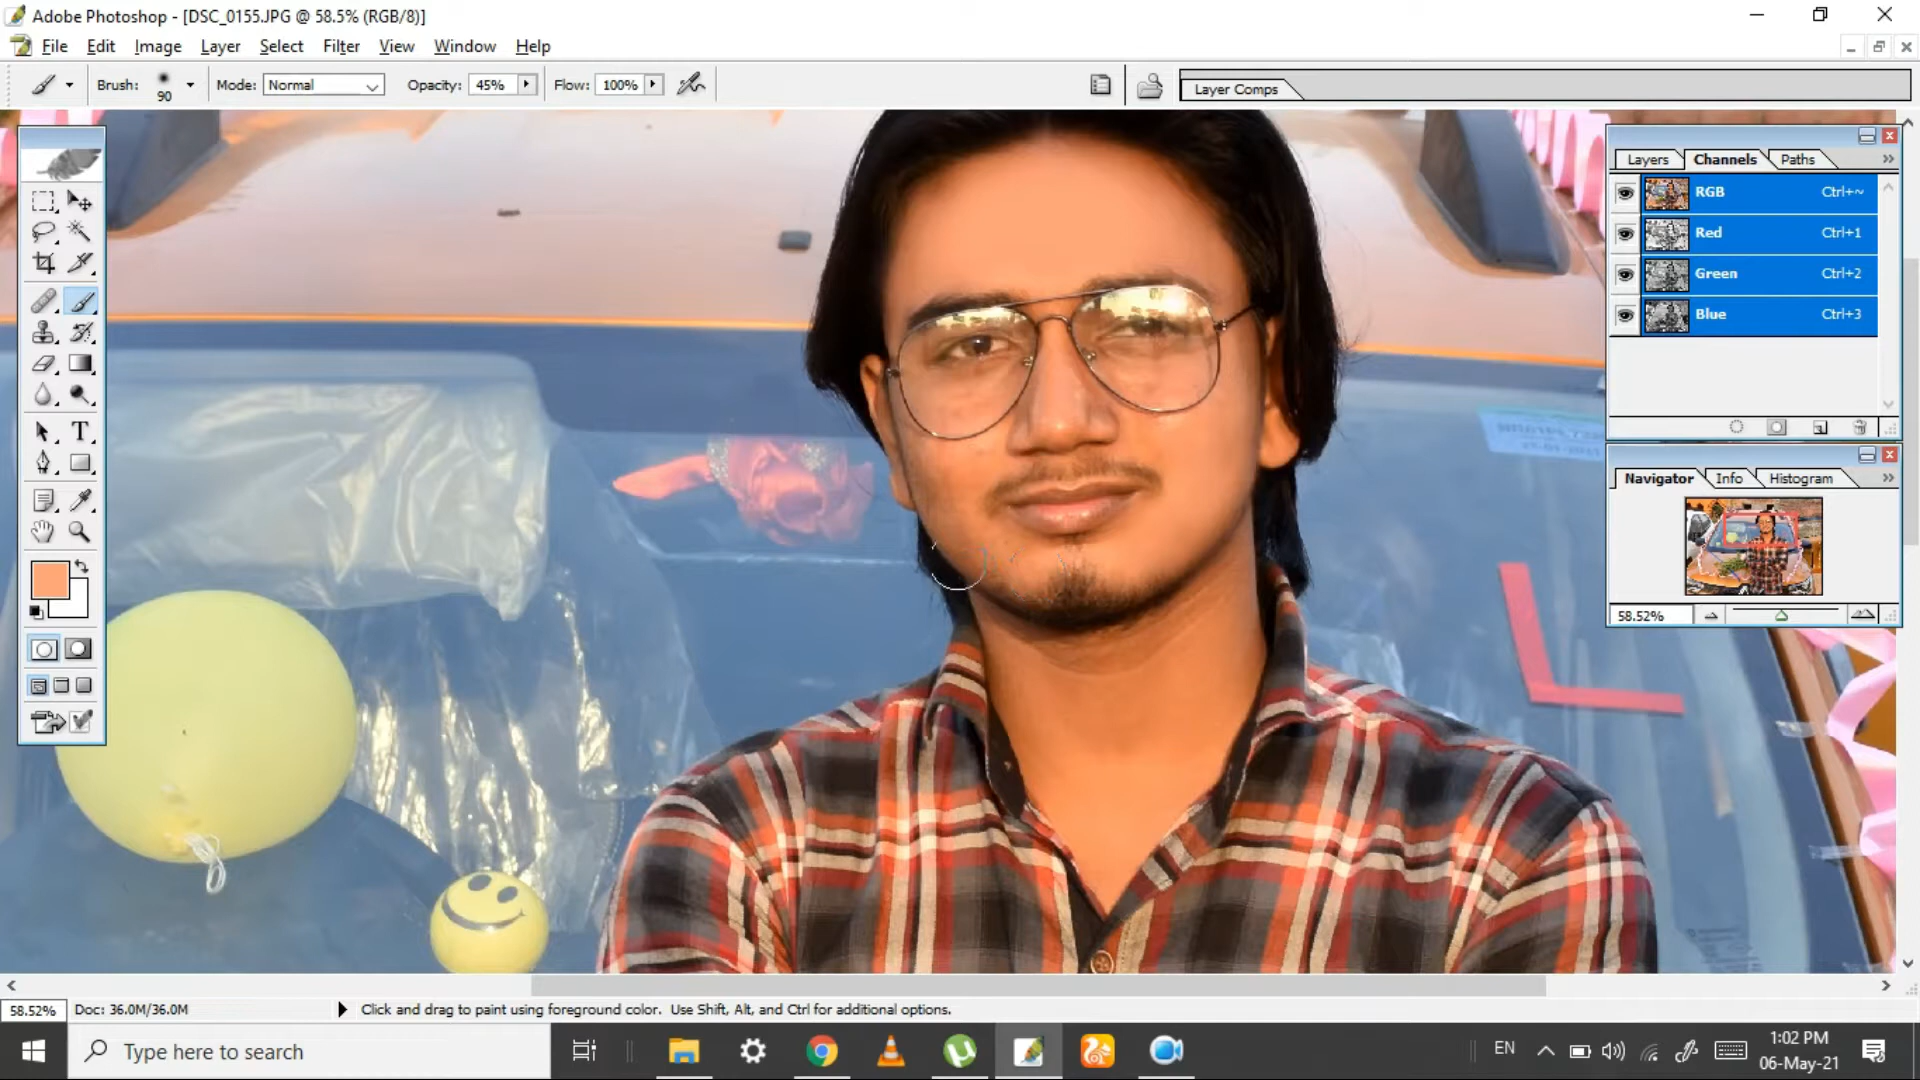 Adobe Photoshop - [DSC_0155.JPG @ 58.5% (RGB/8)]
File Edit Image Layer Select Filter View Window Help
Brush: 90 Mode: Normal Opacity: 45% Flow: 100% Layer Comps
Layers Channels Paths
RGB Ctrl+~
Red Ctrl+1
Green Ctrl+2
Blue Ctrl+3
Navigator Info Histogram
58.52%
T
58.52% Doc: 36.0M/36.0M Click and drag to paint using foreground color. Use Shift, Alt, and Ctrl for additional options.
Type here to search
EN
1:02 PM
06-May-21